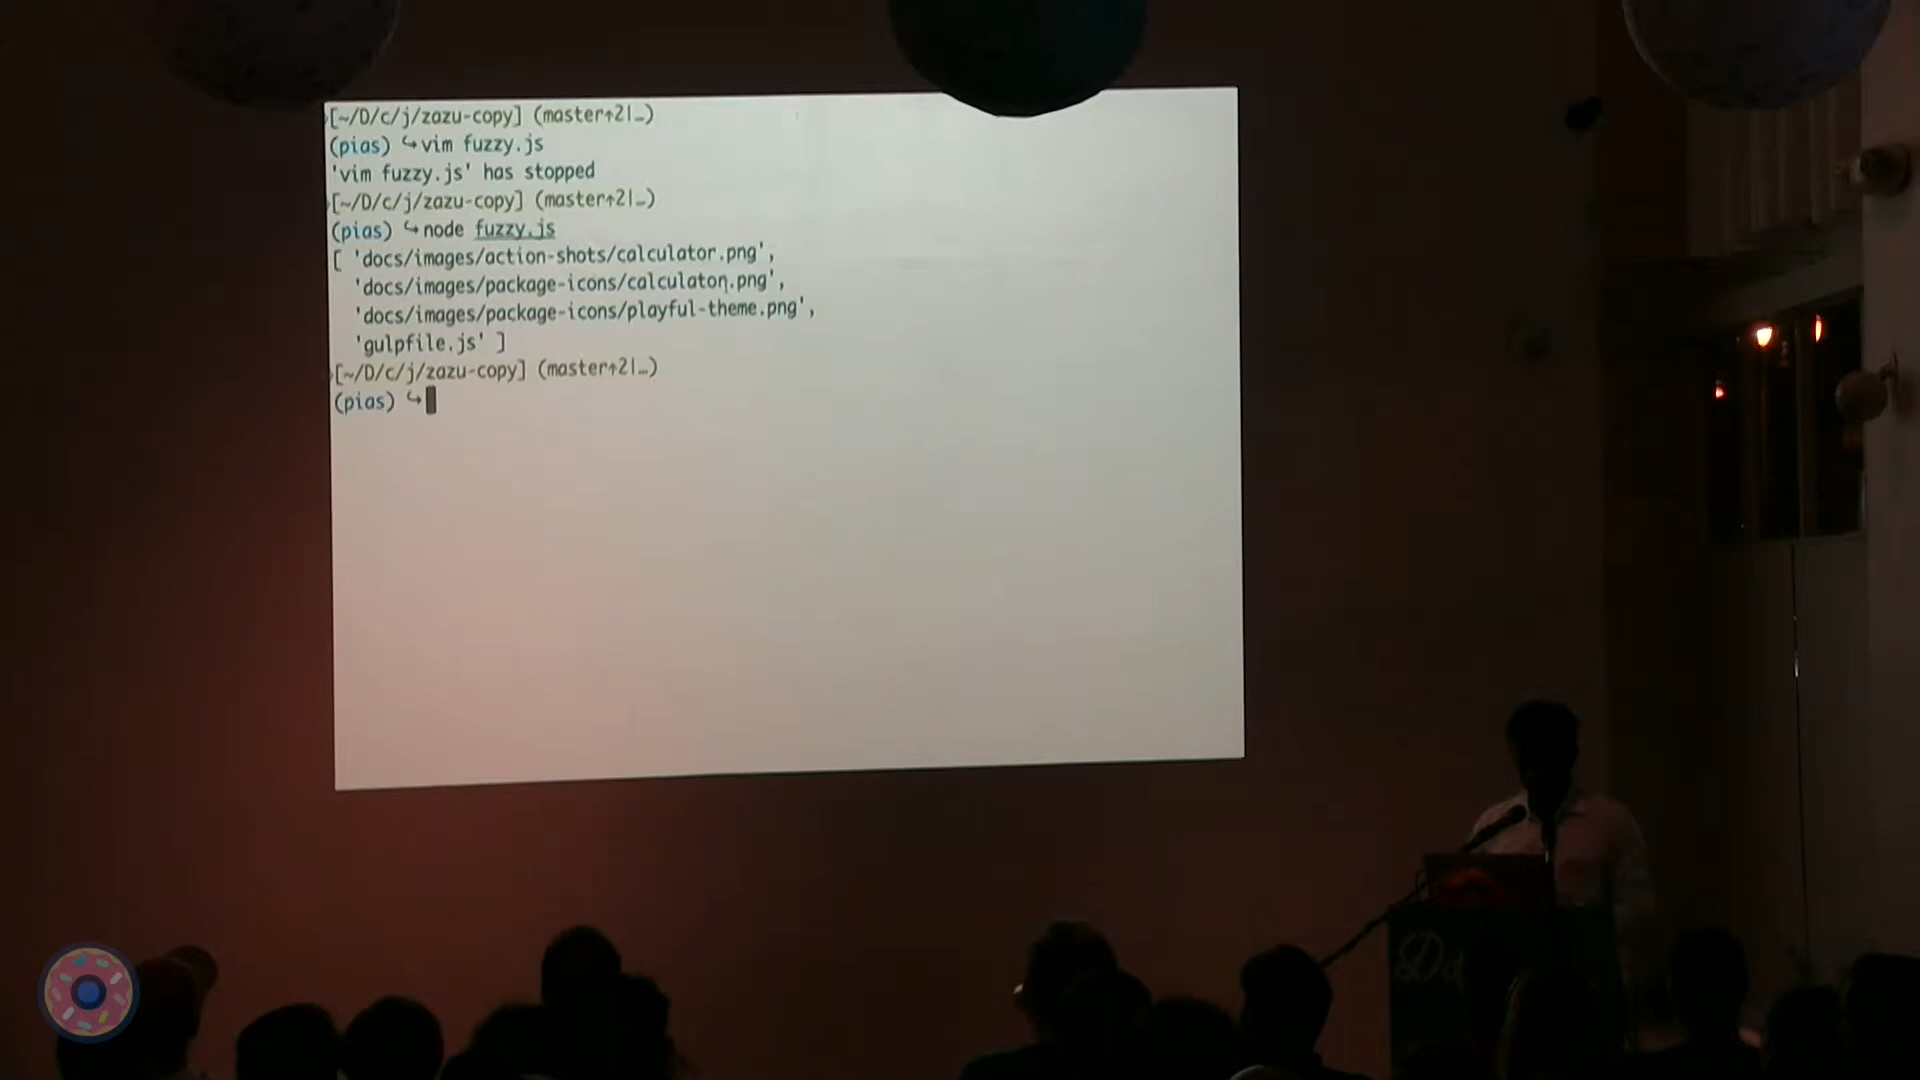 [~/D/c/j/zazu-copy] (master↑2|…)
(pias) ↪vim fuzzy.js
'vim fuzzy.js' has stopped
[~/D/c/j/zazu-copy] (master↑2|…)
(pias) ↪node fuzzy.js
[ 'docs/images/action-shots/calculator.png',
'docs/images/package-icons/calculator.png',
'docs/images/package-icons/playful-theme.png',
'gulpfile.js' ]
[~/D/c/j/zazu-copy] (master↑2|…)
(pias) ↪